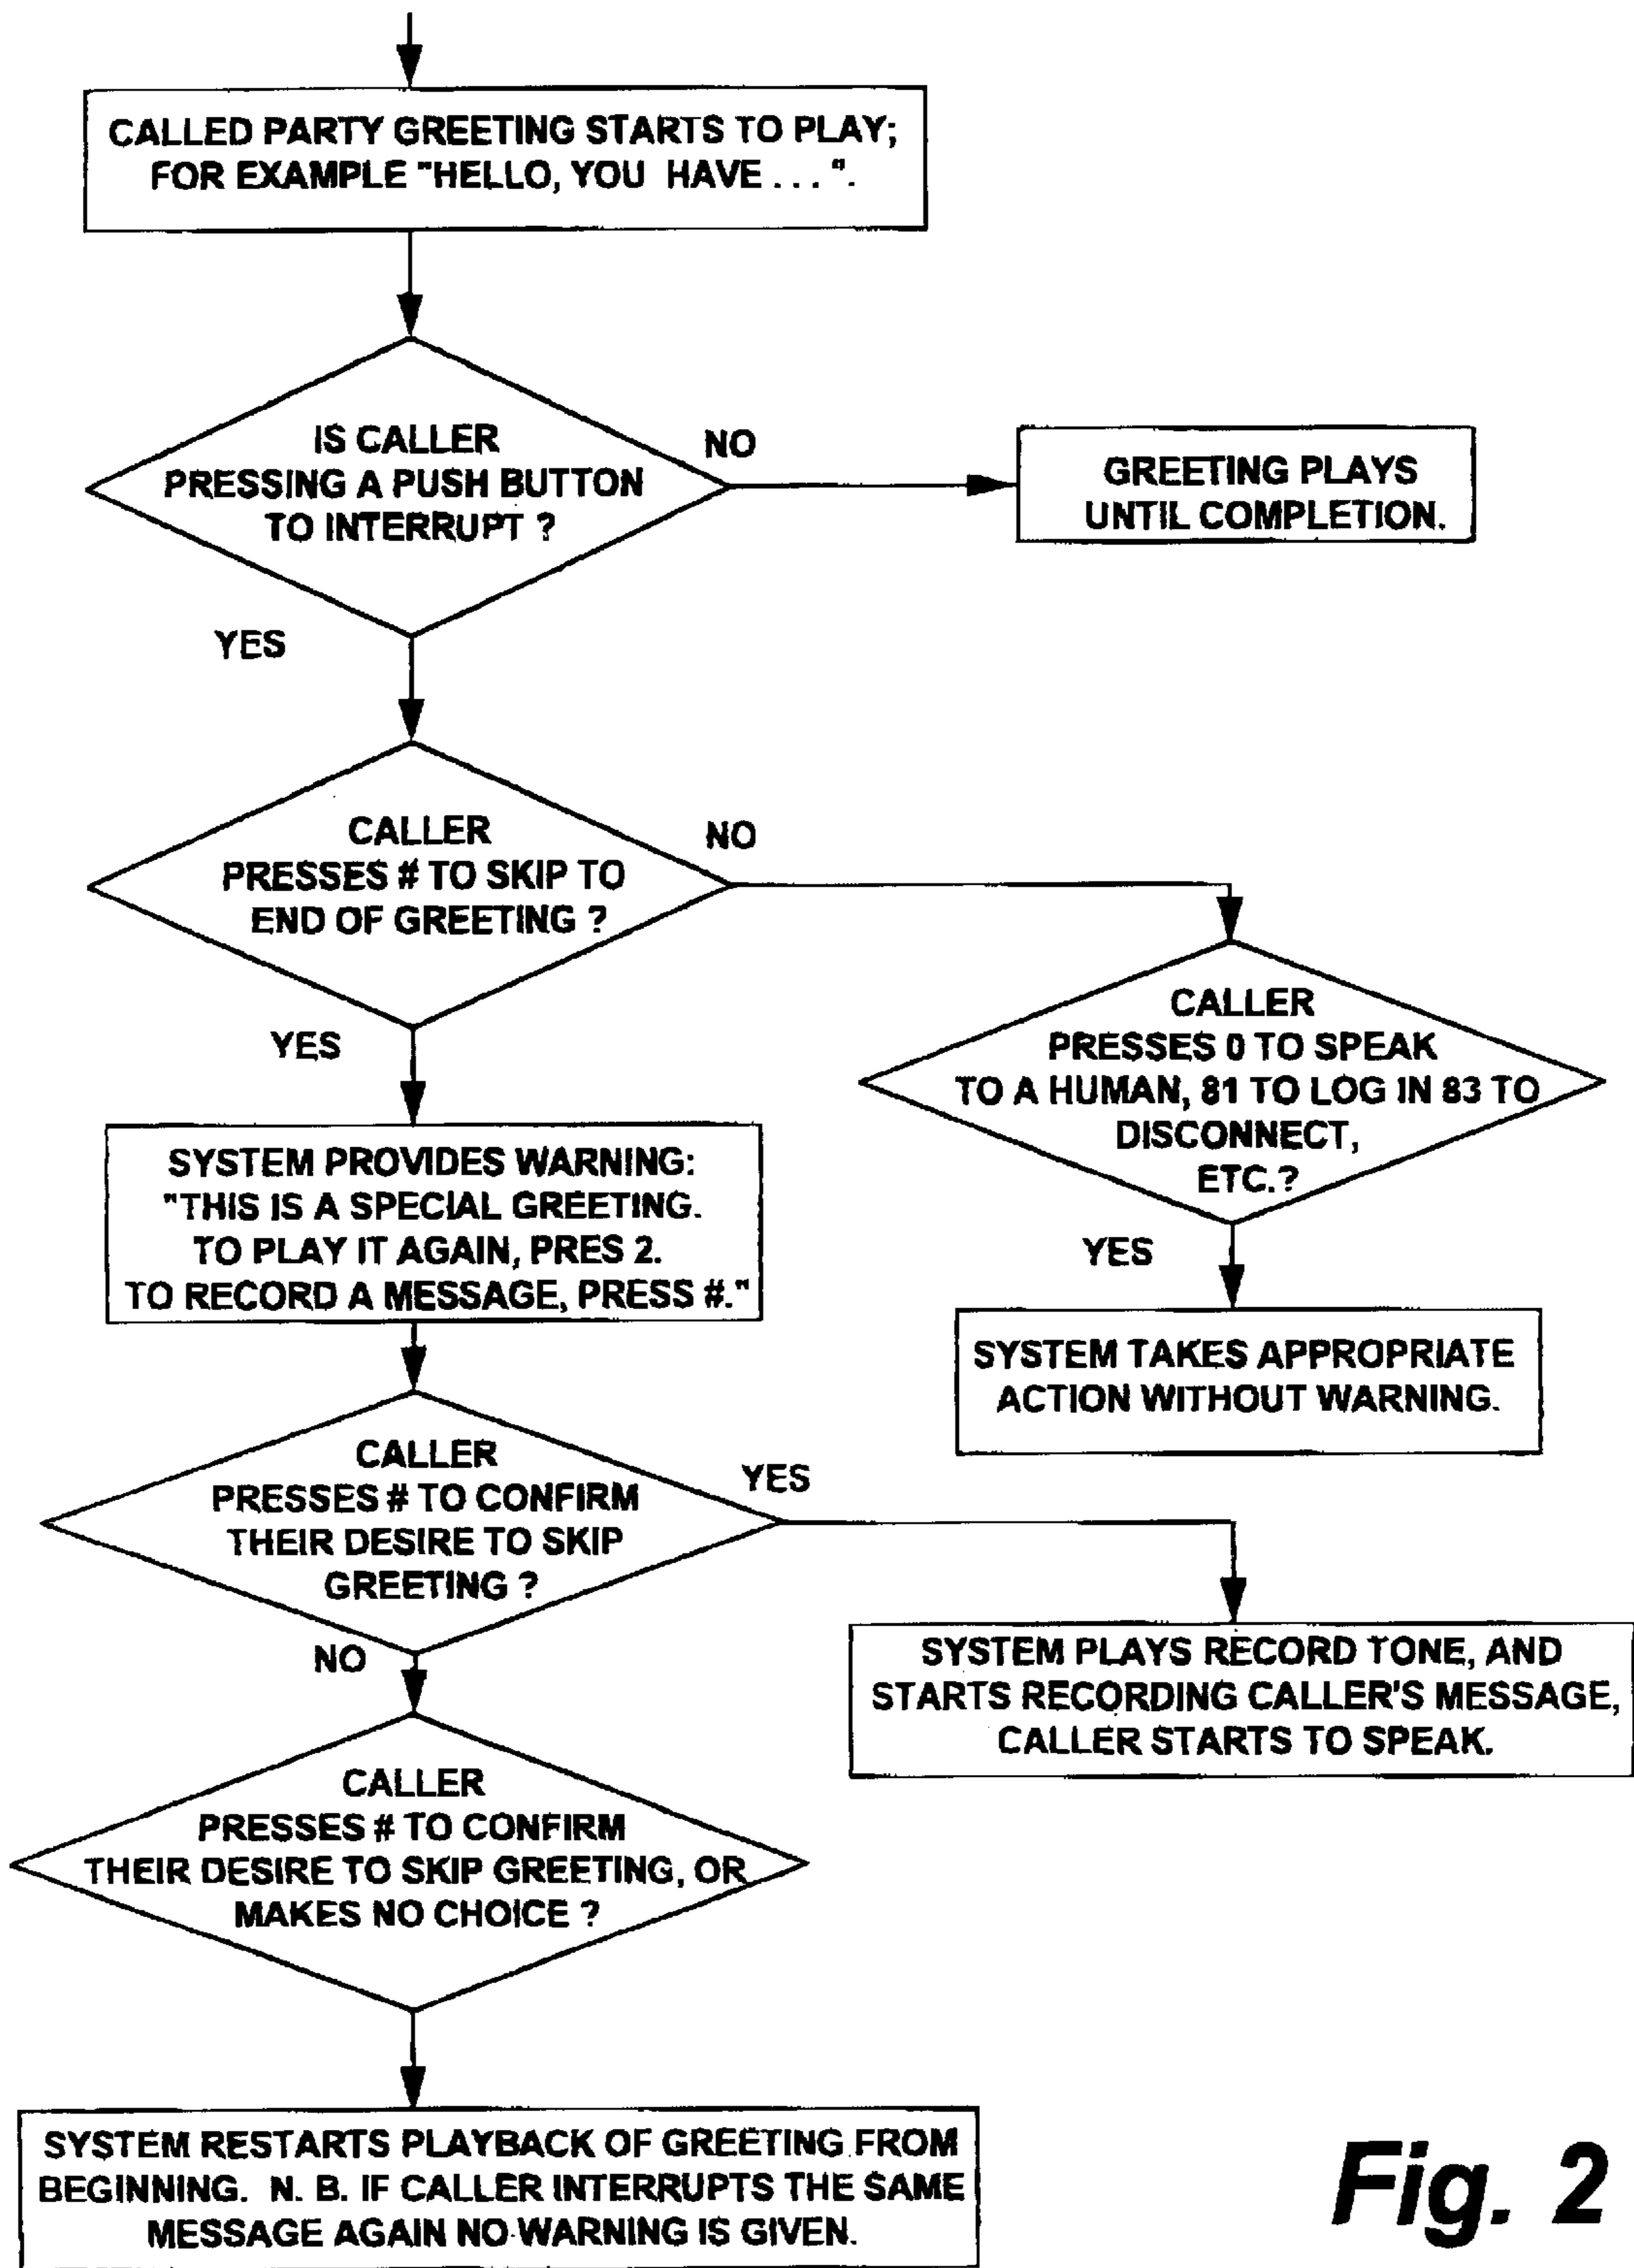 CALLED PARTY GREETING STARTS TO PLAY;
FOR EXAMPLE "HELLO, YOU HAVE . . . ".
IS CALLER
PRESSING A PUSH BUTTON
TO INTERRUPT ?
NO
GREETING PLAYS
UNTIL COMPLETION.
YES
CALLER
PRESSES # TO SKIP TO
END OF GREETING ?
NO
CALLER
PRESSES 0 TO SPEAK
TO A HUMAN, 81 TO LOG IN 83 TO
DISCONNECT,
ETC.?
YES
SYSTEM TAKES APPROPRIATE
ACTION WITHOUT WARNING.
YES
SYSTEM PROVIDES WARNING:
"THIS IS A SPECIAL GREETING.
TO PLAY IT AGAIN, PRES 2.
TO RECORD A MESSAGE, PRESS #."
CALLER
PRESSES # TO CONFIRM
THEIR DESIRE TO SKIP
GREETING ?
YES
SYSTEM PLAYS RECORD TONE, AND
STARTS RECORDING CALLER'S MESSAGE,
CALLER STARTS TO SPEAK.
NO
CALLER
PRESSES # TO CONFIRM
THEIR DESIRE TO SKIP GREETING, OR
MAKES NO CHOICE ?
SYSTEM RESTARTS PLAYBACK OF GREETING FROM
BEGINNING. N. B. IF CALLER INTERRUPTS THE SAME
MESSAGE AGAIN NO WARNING IS GIVEN.
Fig. 2